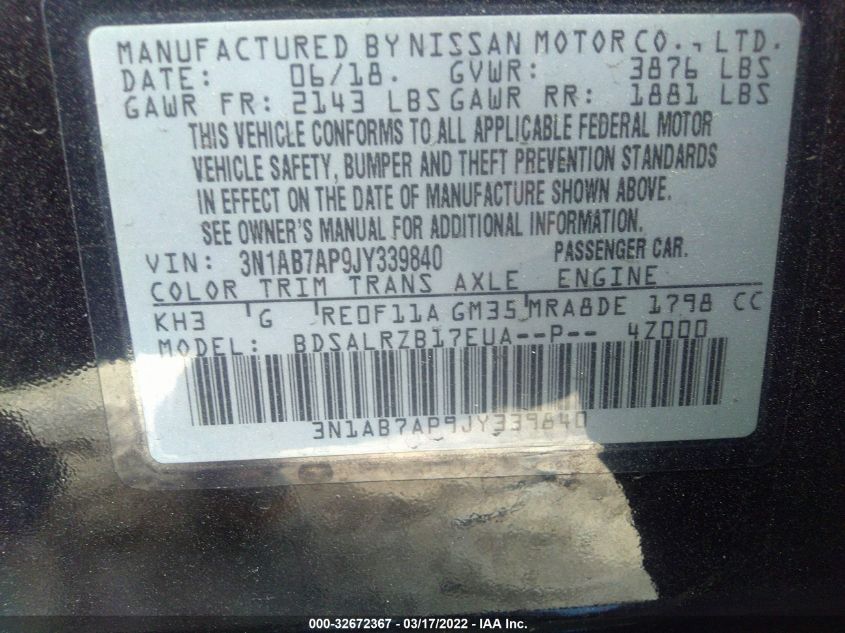 MANUFACTURED BY NISSAN MOTOR CO., LTD.
DATE: 06/18. GVWR: 3876 LBS
GAWR FR: 2143 LBS GAWR RR: 1881 LBS
THIS VEHICLE CONFORMS TO ALL APPLICABLE FEDERAL MOTOR
VEHICLE SAFETY, BUMPER AND THEFT PREVENTION STANDARDS
IN EFFECT ON THE DATE OF MANUFACTURE SHOWN ABOVE.
SEE OWNER'S MANUAL FOR ADDITIONAL INFORMATION.
VIN: 3N1AB7AP9JY339840 PASSENGER CAR.
COLOR TRIM TRANS AXLE ENGINE
KH3 G RE0F11A GM35 MRA8DE 1798 CC
MODEL: BDSALRZB17EUA--P-- 4Z000
3N1AB7AP9JY339840
000-32672367 - 03/17/2022 - IAA Inc.